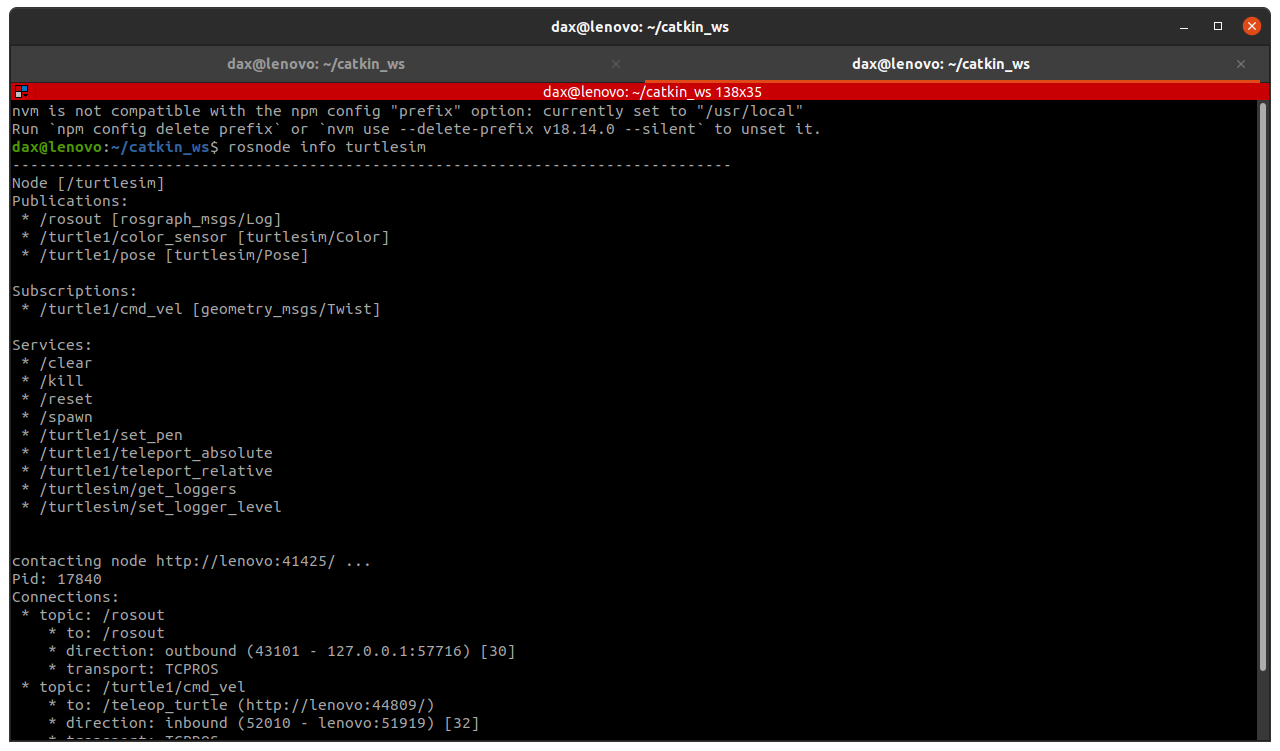 dax@lenovo: ~/catkin_ws
dax@lenovo: ~/catkin_ws
dax@lenovo: ~/catkin_ws
dax@lenovo: ~/catkin_ws 138x35
nvm is not compatible with the npm config "prefix" option: currently set to "/usr/local"
Run `npm config delete prefix` or `nvm use --delete-prefix v18.14.0 --silent` to unset it.
dax@lenovo:~/catkin_ws$ rosnode info turtlesim
--------------------------------------------------------------------------------
Node [/turtlesim]
Publications:
 * /rosout [rosgraph_msgs/Log]
 * /turtle1/color_sensor [turtlesim/Color]
 * /turtle1/pose [turtlesim/Pose]

Subscriptions:
 * /turtle1/cmd_vel [geometry_msgs/Twist]

Services:
 * /clear
 * /kill
 * /reset
 * /spawn
 * /turtle1/set_pen
 * /turtle1/teleport_absolute
 * /turtle1/teleport_relative
 * /turtlesim/get_loggers
 * /turtlesim/set_logger_level

contacting node http://lenovo:41425/ ...
Pid: 17840
Connections:
 * topic: /rosout
    * to: /rosout
    * direction: outbound (43101 - 127.0.0.1:57716) [30]
    * transport: TCPROS
 * topic: /turtle1/cmd_vel
    * to: /teleop_turtle (http://lenovo:44809/)
    * direction: inbound (52010 - lenovo:51919) [32]
    * transport: TCPROS